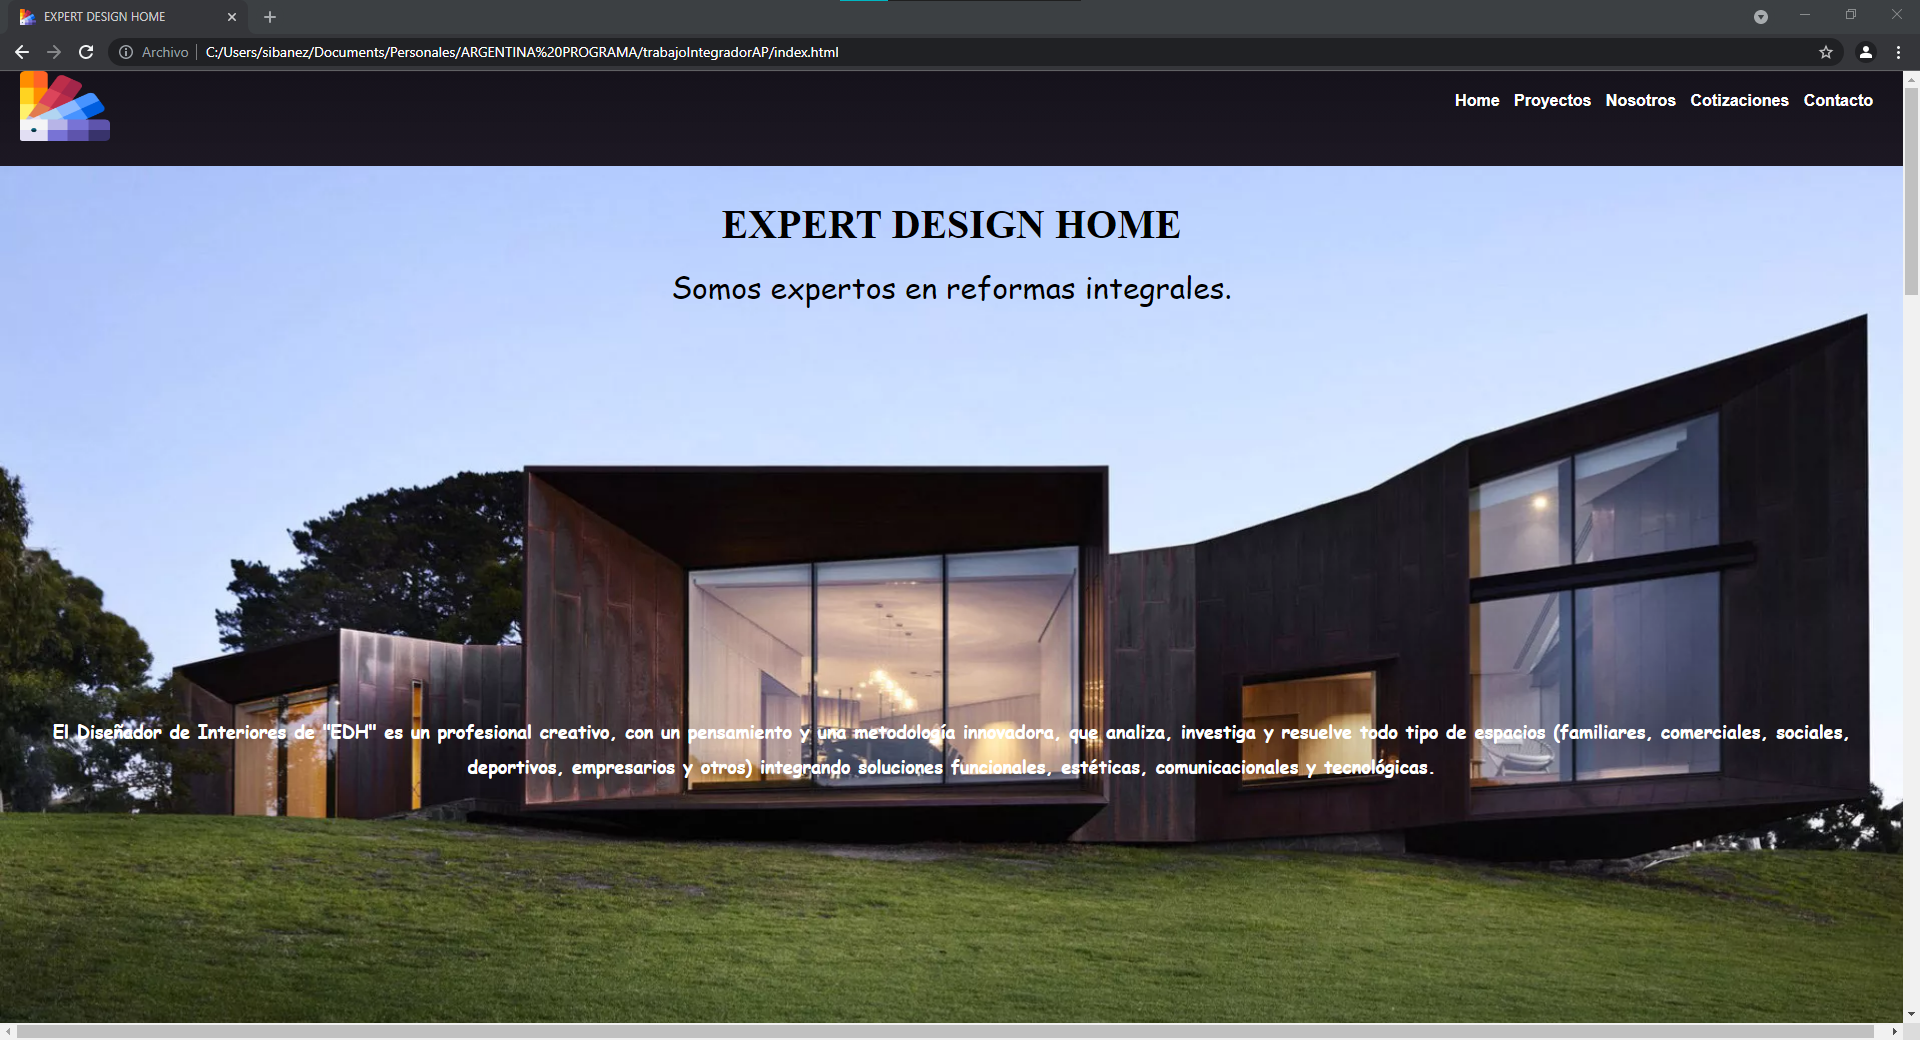 EXPERT DESIGN HOME
Archivo | C:/Users/sibanez/Documents/Personales/ARGENTINA%20PROGRAMA/trabajoIntegradorAP/index.html
Home Proyectos Nosotros Cotizaciones Contacto
EXPERT DESIGN HOME
Somos expertos en reformas integrales.
El Diseñador de Interiores de "EDH" es un profesional creativo, con un pensamiento y una metodología innovadora, que analiza, investiga y resuelve todo tipo de espacios (familiares, comerciales, sociales,
deportivos, empresarios y otros) integrando soluciones funcionales, estéticas, comunicacionales y tecnológicas.